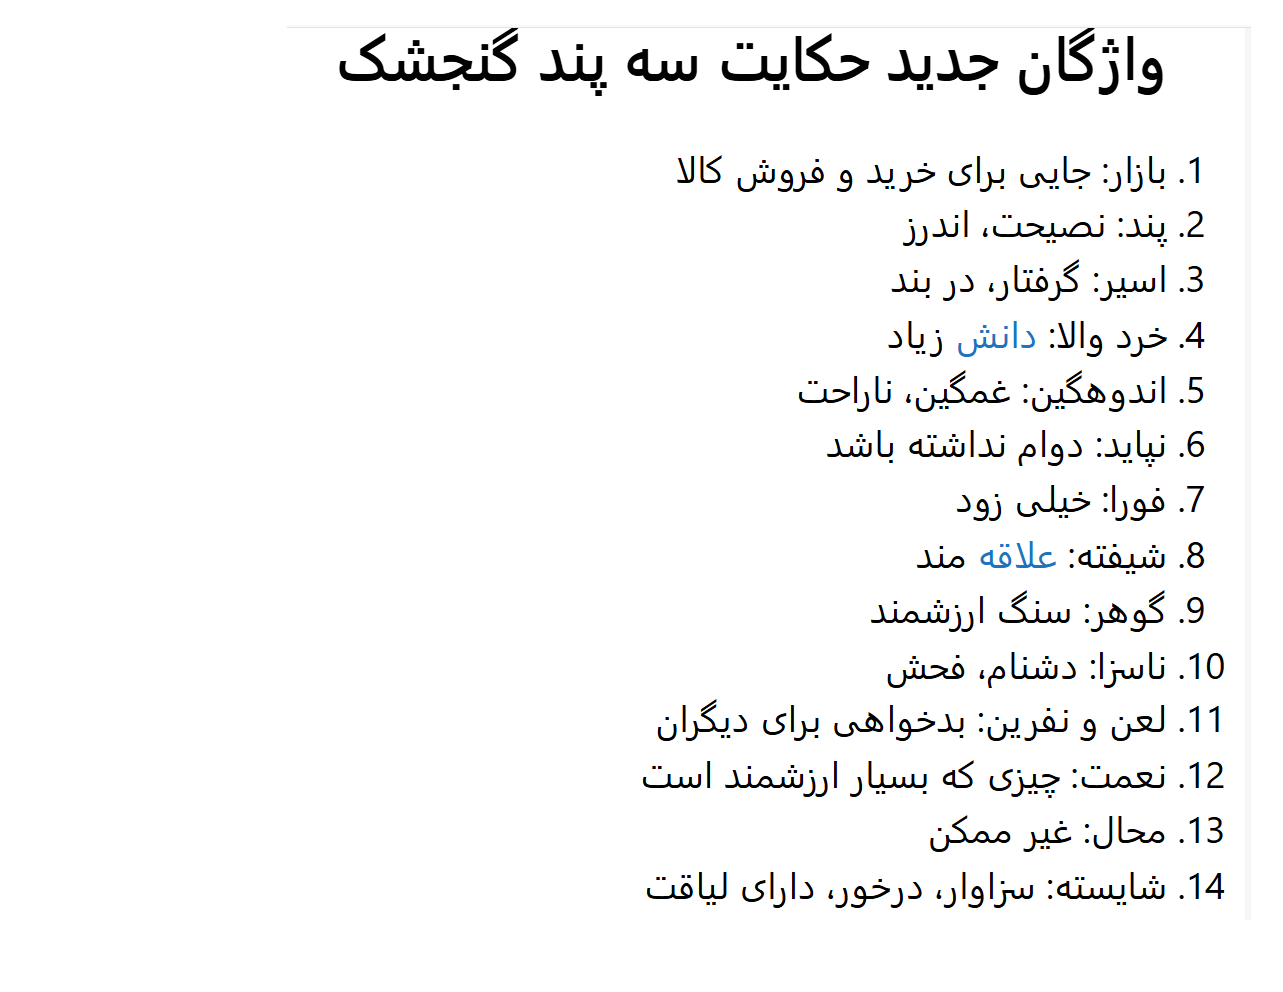 واژگان جدید حکایت سه پند گنجشک
1. بازار: جایی برای خرید و فروش کالا
2. پند: نصیحت، اندرز
3. اسیر: گرفتار، در بند
4. خرد والا: دانش زیاد
5. اندوهگین: غمگین، ناراحت
6. نپاید: دوام نداشته باشد
7. فورا: خیلی زود
8. شیفته: علاقه مند
9. گوهر: سنگ ارزشمند
10. ناسزا: دشنام، فحش
11. لعن و نفرین: بدخواهی برای دیگران
12. نعمت: چیزی که بسیار ارزشمند است
13. محال: غیر ممکن
14. شایسته: سزاوار، درخور، دارای لیاقت